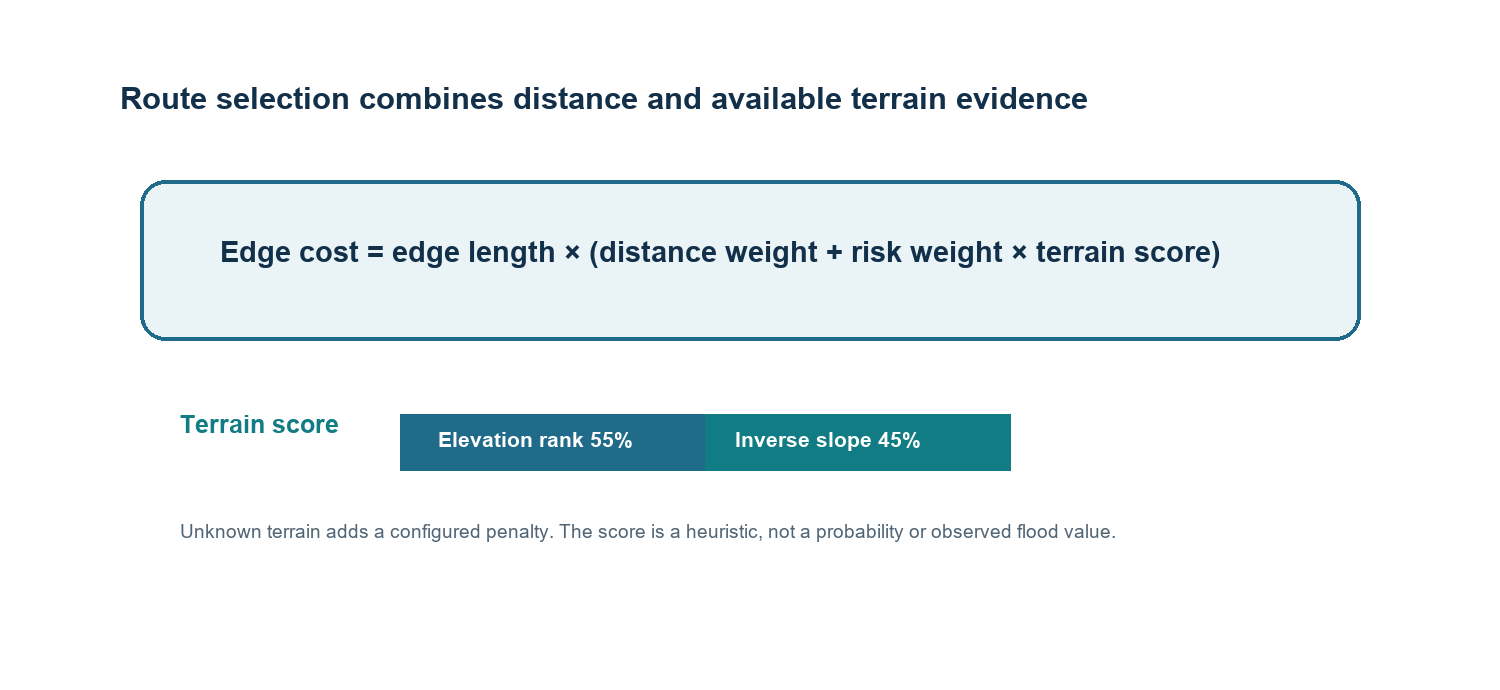 Route selection combines distance and available terrain evidence
Edge cost = edge length × (distance weight + risk weight × terrain score)
Terrain score
Elevation rank 55%
Inverse slope 45%
Unknown terrain adds a configured penalty. The score is a heuristic, not a probability or observed flood value.